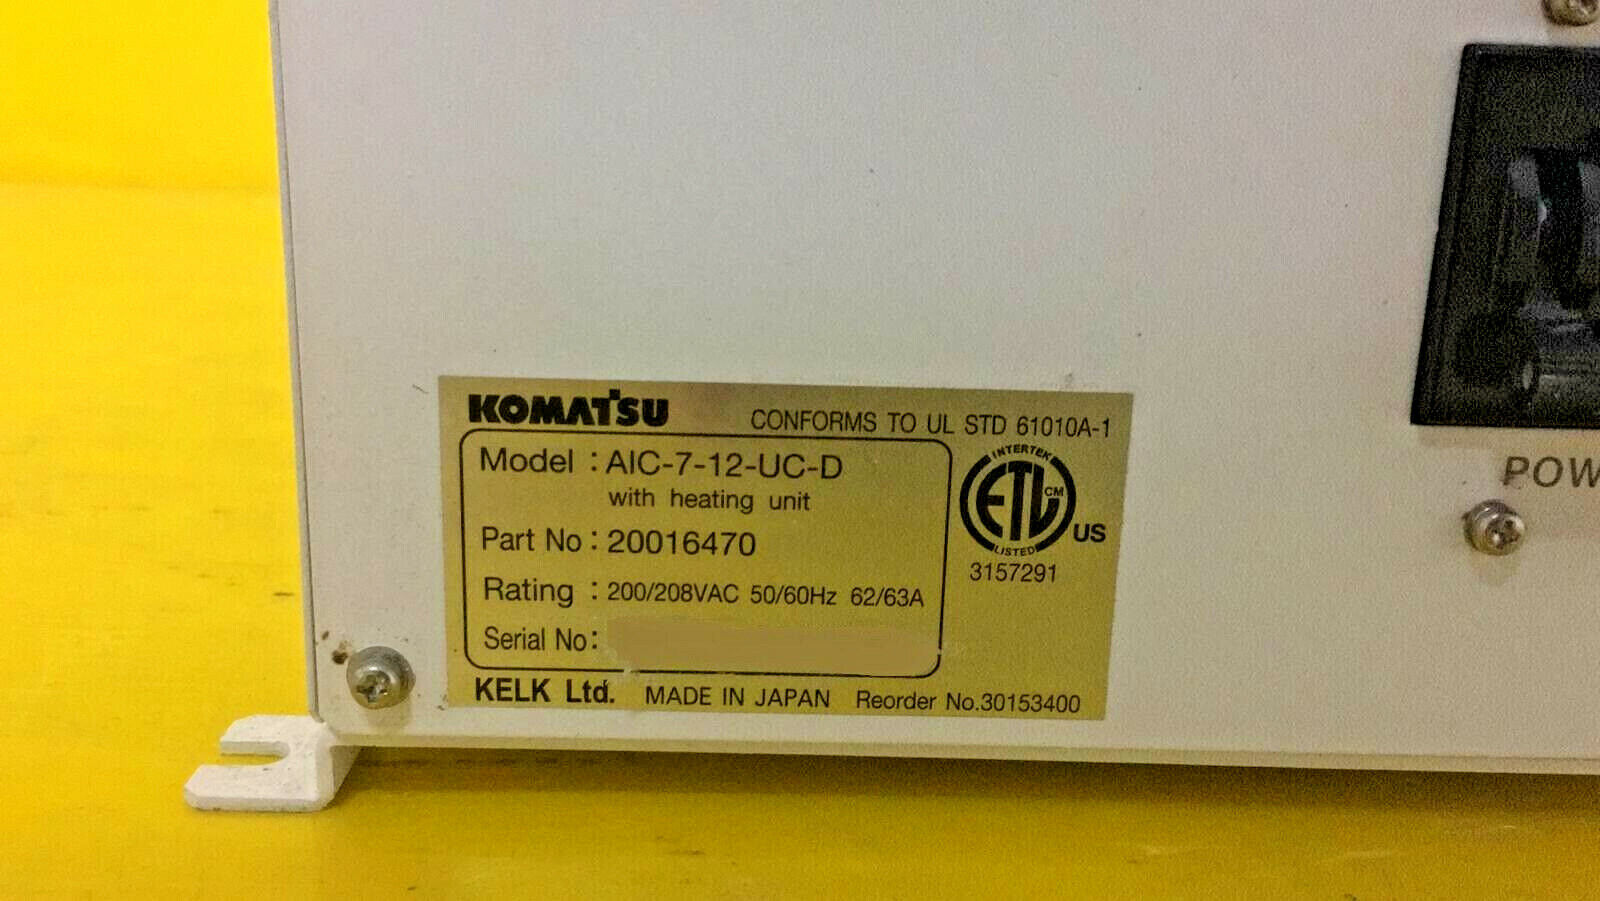 KOMATSU
CONFORMS TO UL STD 61010A-1
Model : AIC-7-12-UC-D
with heating unit
Part No : 20016470
Rating : 200/208VAC 50/60Hz 62/63A
Serial No:
INTERTEK
ETL CM
LISTED
US
3157291
KELK Ltd. MADE IN JAPAN Reorder No.30153400
POW